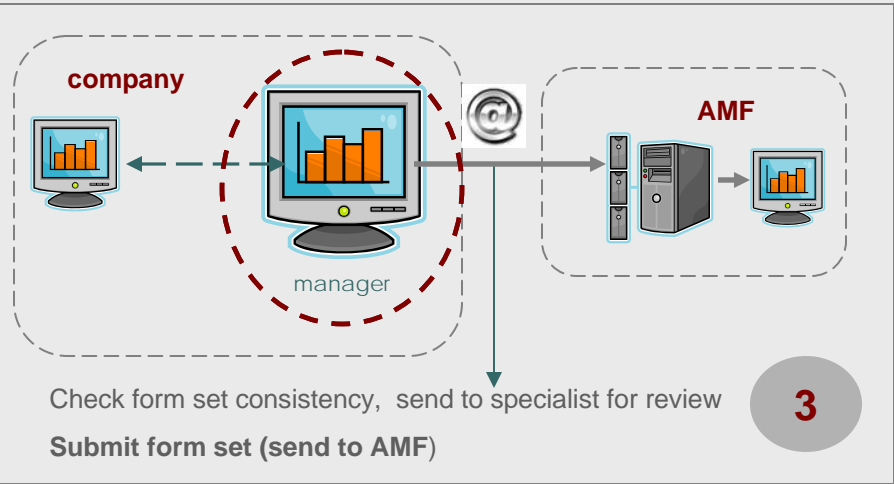 company
@
AMF
manager
Check form set consistency, send to specialist for review
3
Submit form set (send to AMF)